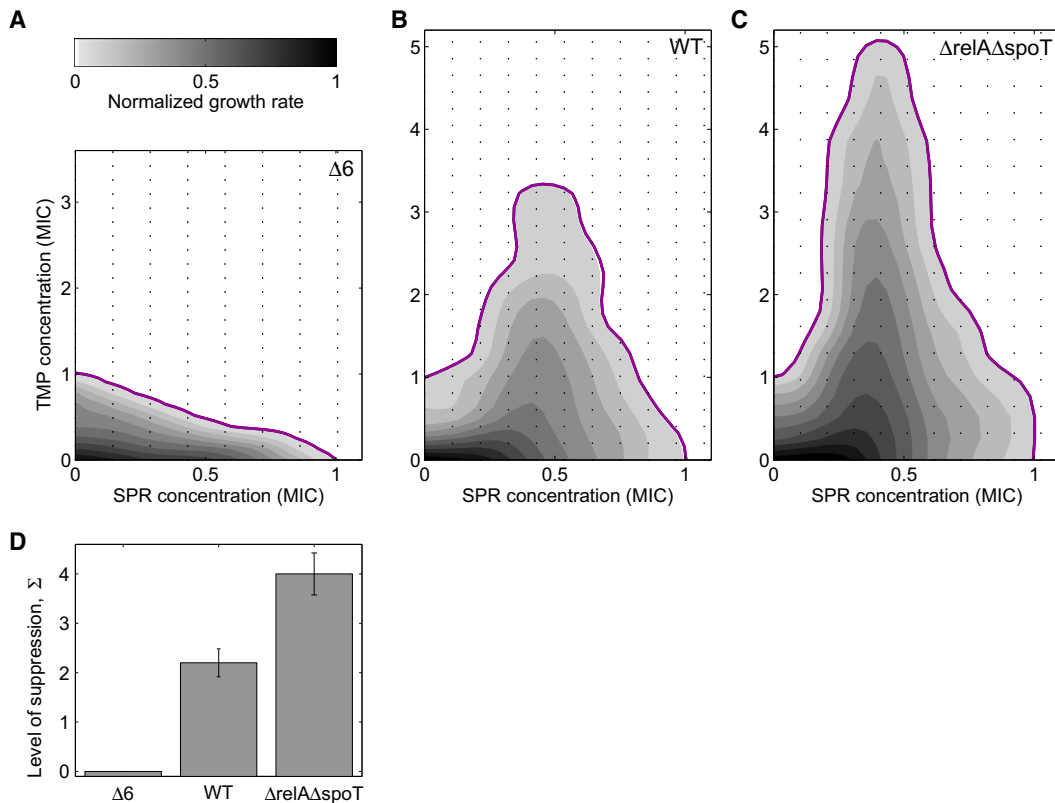 A
0
0.5
1
Normalized growth rate
Δ6
3
2
1
0
TMP concentration (MIC)
0
0.5
1
SPR concentration (MIC)
B
WT
5
4
3
2
1
0
0
0.5
1
SPR concentration (MIC)
C
ΔrelAΔspoT
5
4
3
2
1
0
0
0.5
1
SPR concentration (MIC)
D
Level of suppression, Σ
4
3
2
1
0
Δ6
WT
ΔrelAΔspoT